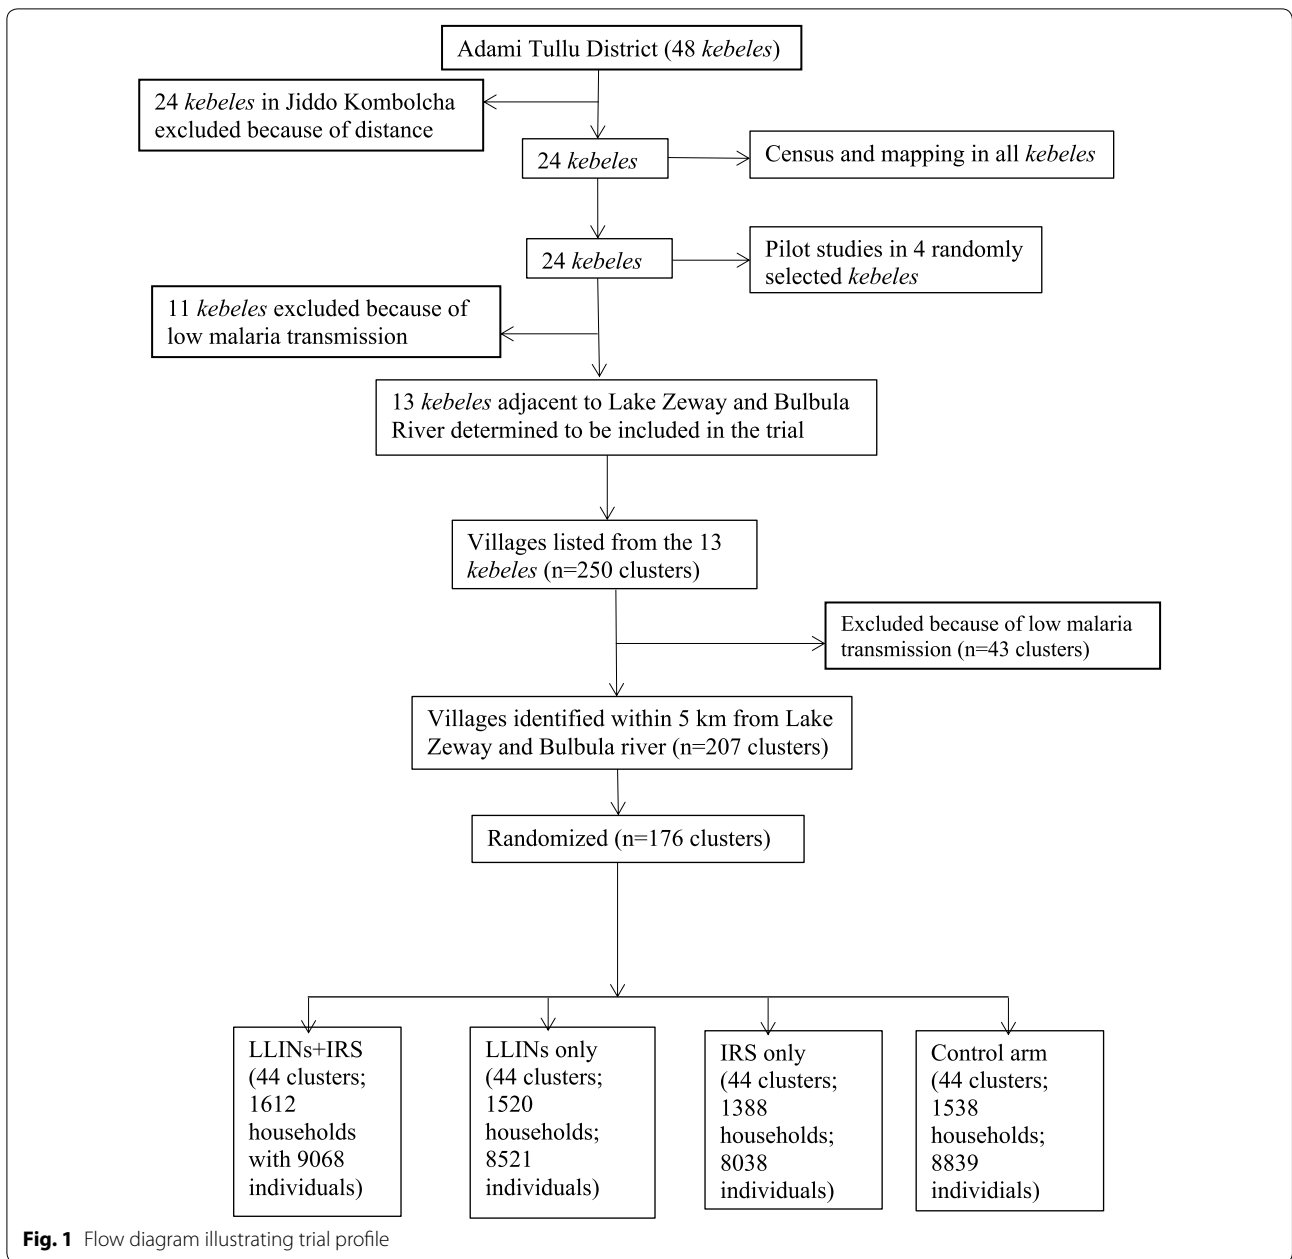 Adami Tullu District (48 kebeles)
24 kebeles in Jiddo Kombolcha
excluded because of distance
24 kebeles
Census and mapping in all kebeles
24 kebeles
Pilot studies in 4 randomly
selected kebeles
11 kebeles excluded because of
low malaria transmission
13 kebeles adjacent to Lake Zeway and Bulbula
River determined to be included in the trial
Villages listed from the 13
kebeles (n=250 clusters)
Excluded because of low malaria
transmission (n=43 clusters)
Villages identified within 5 km from Lake
Zeway and Bulbula river (n=207 clusters)
Randomized (n=176 clusters)
LLINs+IRS
(44 clusters;
1612
households
with 9068
individuals)
LLINs only
(44 clusters;
1520
households;
8521
individuals)
IRS only
(44 clusters;
1388
households;
8038
individuals)
Control arm
(44 clusters;
1538
households;
8839
individials)
Fig. 1 Flow diagram illustrating trial profile